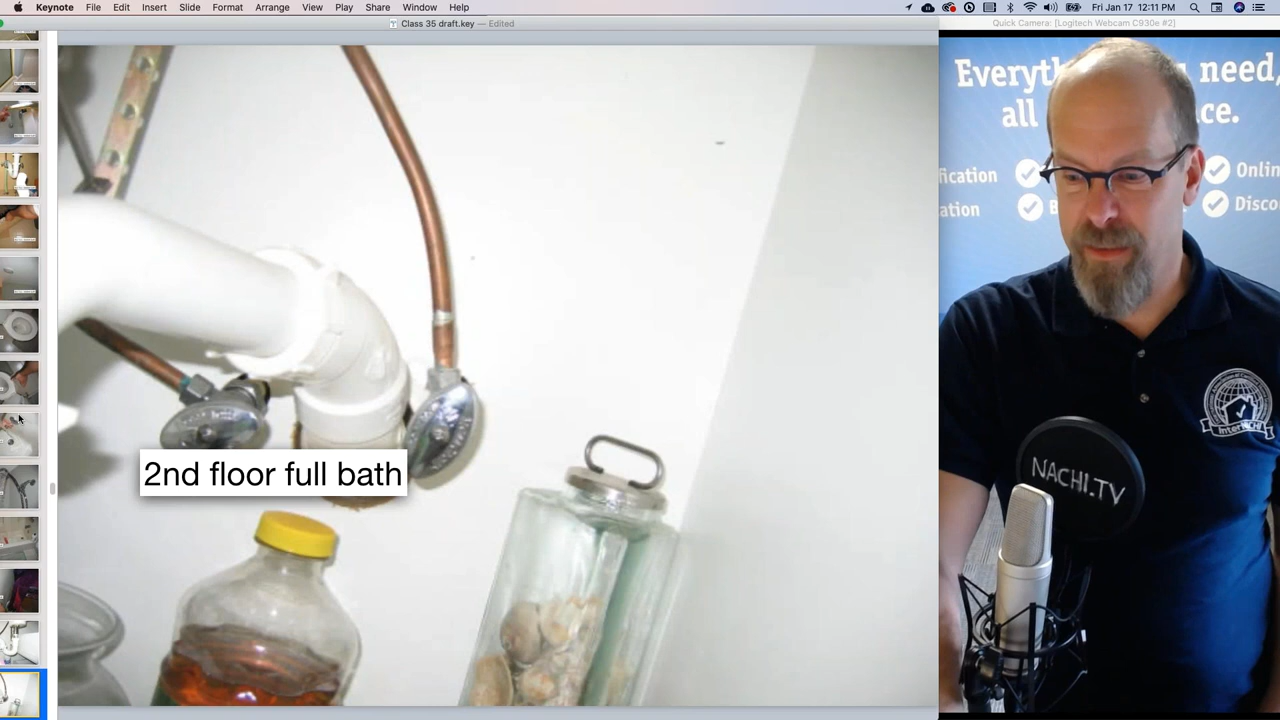 Keynote File Edit Insert Slide Format Arrange View Play Share Window Help
Fri Jan 17 12:11 PM
Class 35 draft.key — Edited
Quick Camera: [Logitech Webcam C930e #2]
2nd floor full bath
need,
all
ce.
fication
Onlin
ation
B
Disco
InterNACHI
NACHI.TV